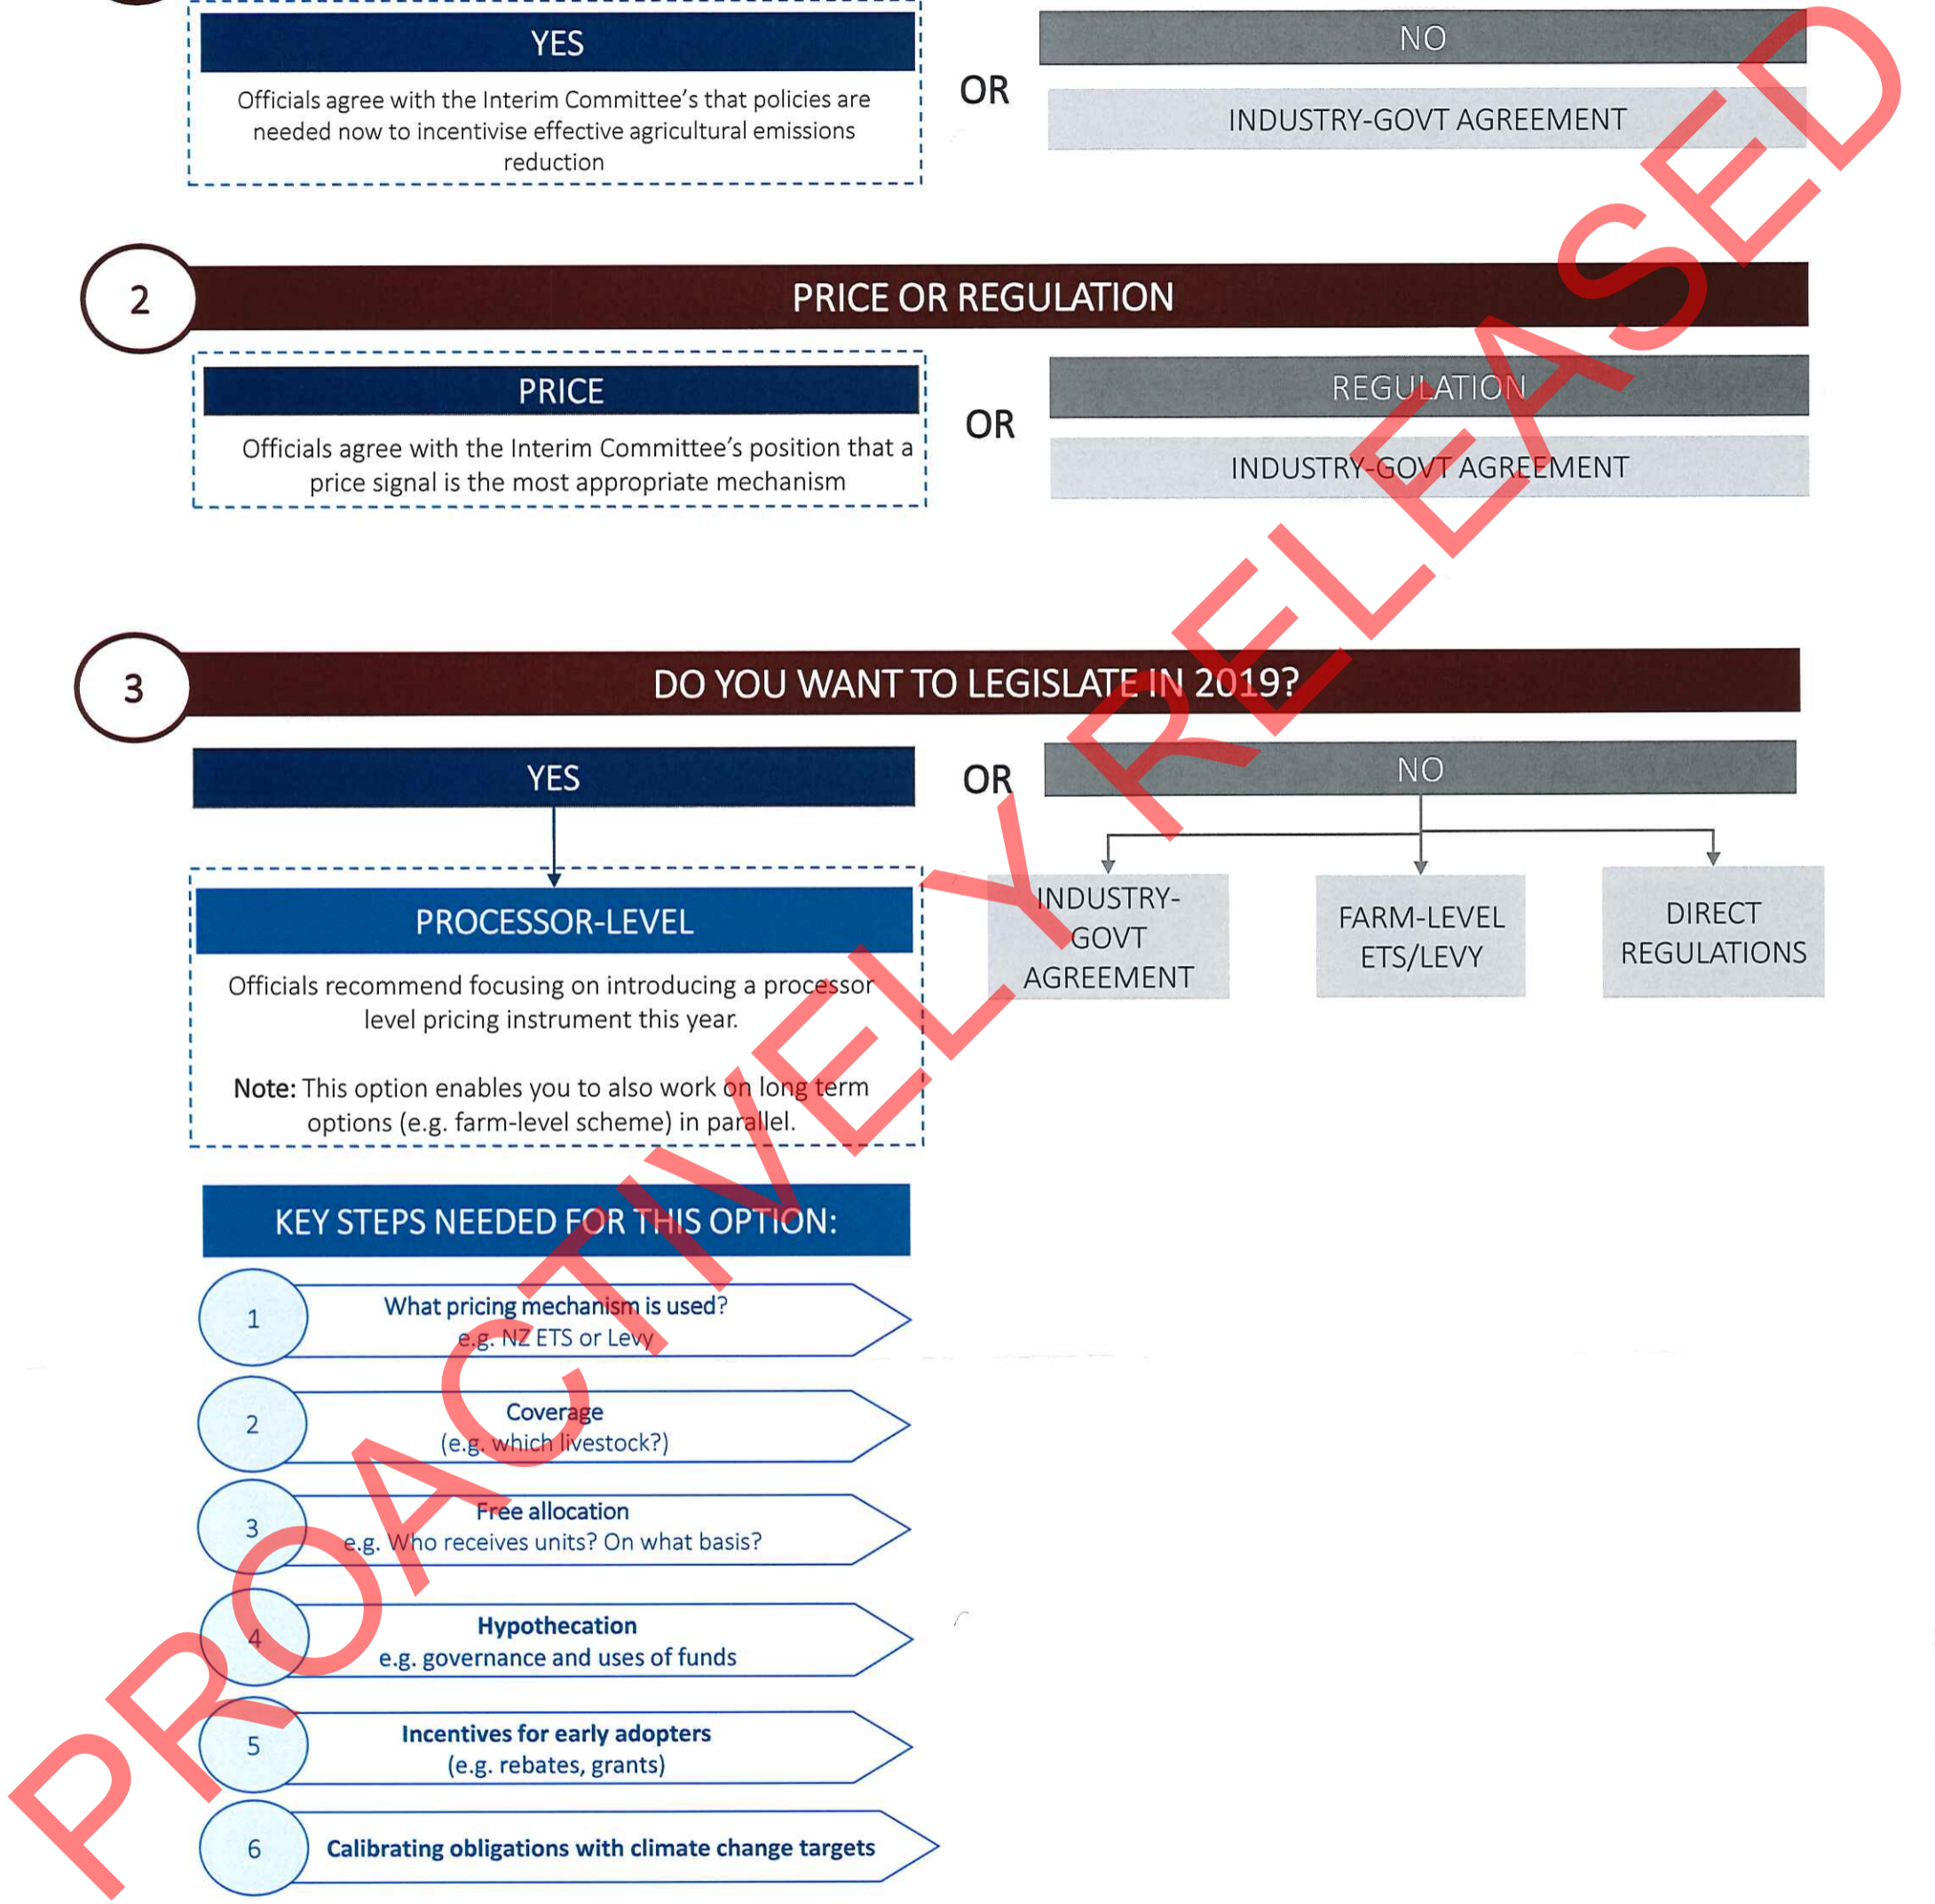 YES
Officials agree with the Interim Committee's that policies are
needed now to incentivise effective agricultural emissions
reduction
OR
NO
INDUSTRY-GOVT AGREEMENT
2
PRICE OR REGULATION
PRICE
Officials agree with the Interim Committee's position that a
price signal is the most appropriate mechanism
OR
REGULATION
INDUSTRY-GOVT AGREEMENT
3
DO YOU WANT TO LEGISLATE IN 2019?
YES
OR
NO
PROCESSOR-LEVEL
Officials recommend focusing on introducing a processor
level pricing instrument this year.
Note: This option enables you to also work on long term
options (e.g. farm-level scheme) in parallel.
INDUSTRY-
GOVT
AGREEMENT
FARM-LEVEL
ETS/LEVY
DIRECT
REGULATIONS
KEY STEPS NEEDED FOR THIS OPTION:
1
What pricing mechanism is used?
e.g. NZ ETS or Levy
2
Coverage
(e.g. which livestock?)
3
Free allocation
e.g. Who receives units? On what basis?
4
Hypothecation
e.g. governance and uses of funds
5
Incentives for early adopters
(e.g. rebates, grants)
6
Calibrating obligations with climate change targets
PROACTIVELY RELEASED